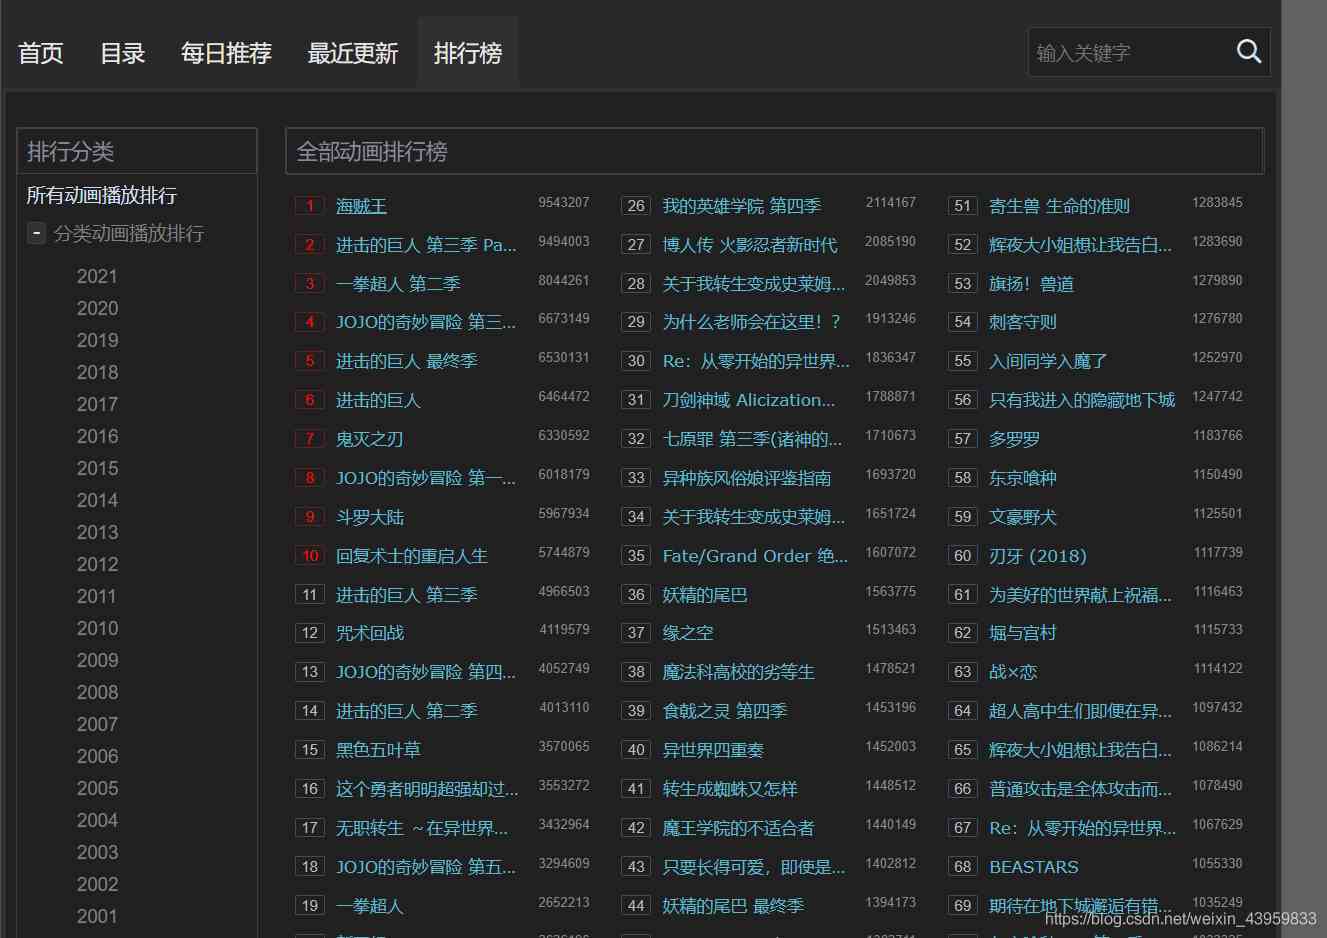 首页 目录 每日推荐 最近更新 排行榜 输入关键字
排行分类
所有动画播放排行
- 分类动画播放排行
2021
2020
2019
2018
2017
2016
2015
2014
2013
2012
2011
2010
2009
2008
2007
2006
2005
2004
2003
2002
2001
全部动画排行榜
1 海贼王 9543207
2 进击的巨人 第三季 Pa... 9494003
3 一拳超人 第二季 8044261
4 JOJO的奇妙冒险 第三... 6673149
5 进击的巨人 最终季 6530131
6 进击的巨人 6464472
7 鬼灭之刃 6330592
8 JOJO的奇妙冒险 第一... 6018179
9 斗罗大陆 5967934
10 回复术士的重启人生 5744879
11 进击的巨人 第三季 4966503
12 咒术回战 4119579
13 JOJO的奇妙冒险 第四... 4052749
14 进击的巨人 第二季 4013110
15 黑色五叶草 3570065
16 这个勇者明明超强却过... 3553272
17 无职转生 ～在异世界... 3432964
18 JOJO的奇妙冒险 第五... 3294609
19 一拳超人 2652213
26 我的英雄学院 第四季 2114167
27 博人传 火影忍者新时代 2085190
28 关于我转生变成史莱姆... 2049853
29 为什么老师会在这里！？ 1913246
30 Re：从零开始的异世界... 1836347
31 刀剑神域 Alicization... 1788871
32 七原罪 第三季(诸神的... 1710673
33 异种族风俗娘评鉴指南 1693720
34 关于我转生变成史莱姆... 1651724
35 Fate/Grand Order 绝... 1607072
36 妖精的尾巴 1563775
37 缘之空 1513463
38 魔法科高校的劣等生 1478521
39 食戟之灵 第四季 1453196
40 异世界四重奏 1452003
41 转生成蜘蛛又怎样 1448512
42 魔王学院的不适合者 1440149
43 只要长得可爱，即使是... 1402812
44 妖精的尾巴 最终季 1394173
51 寄生兽 生命的准则 1283845
52 辉夜大小姐想让我告白... 1283690
53 旗扬！兽道 1279890
54 刺客守则 1276780
55 入间同学入魔了 1252970
56 只有我进入的隐藏地下城 1247742
57 多罗罗 1183766
58 东京喰种 1150490
59 文豪野犬 1125501
60 刃牙 (2018) 1117739
61 为美好的世界献上祝福... 1116463
62 堀与宫村 1115733
63 战×恋 1114122
64 超人高中生们即便在异... 1097432
65 辉夜大小姐想让我告白... 1086214
66 普通攻击是全体攻击而... 1078490
67 Re：从零开始的异世界... 1067629
68 BEASTARS 1055330
69 期待在地下城邂逅有错... 1035249
https://blog.csdn.net/weixin_43959833